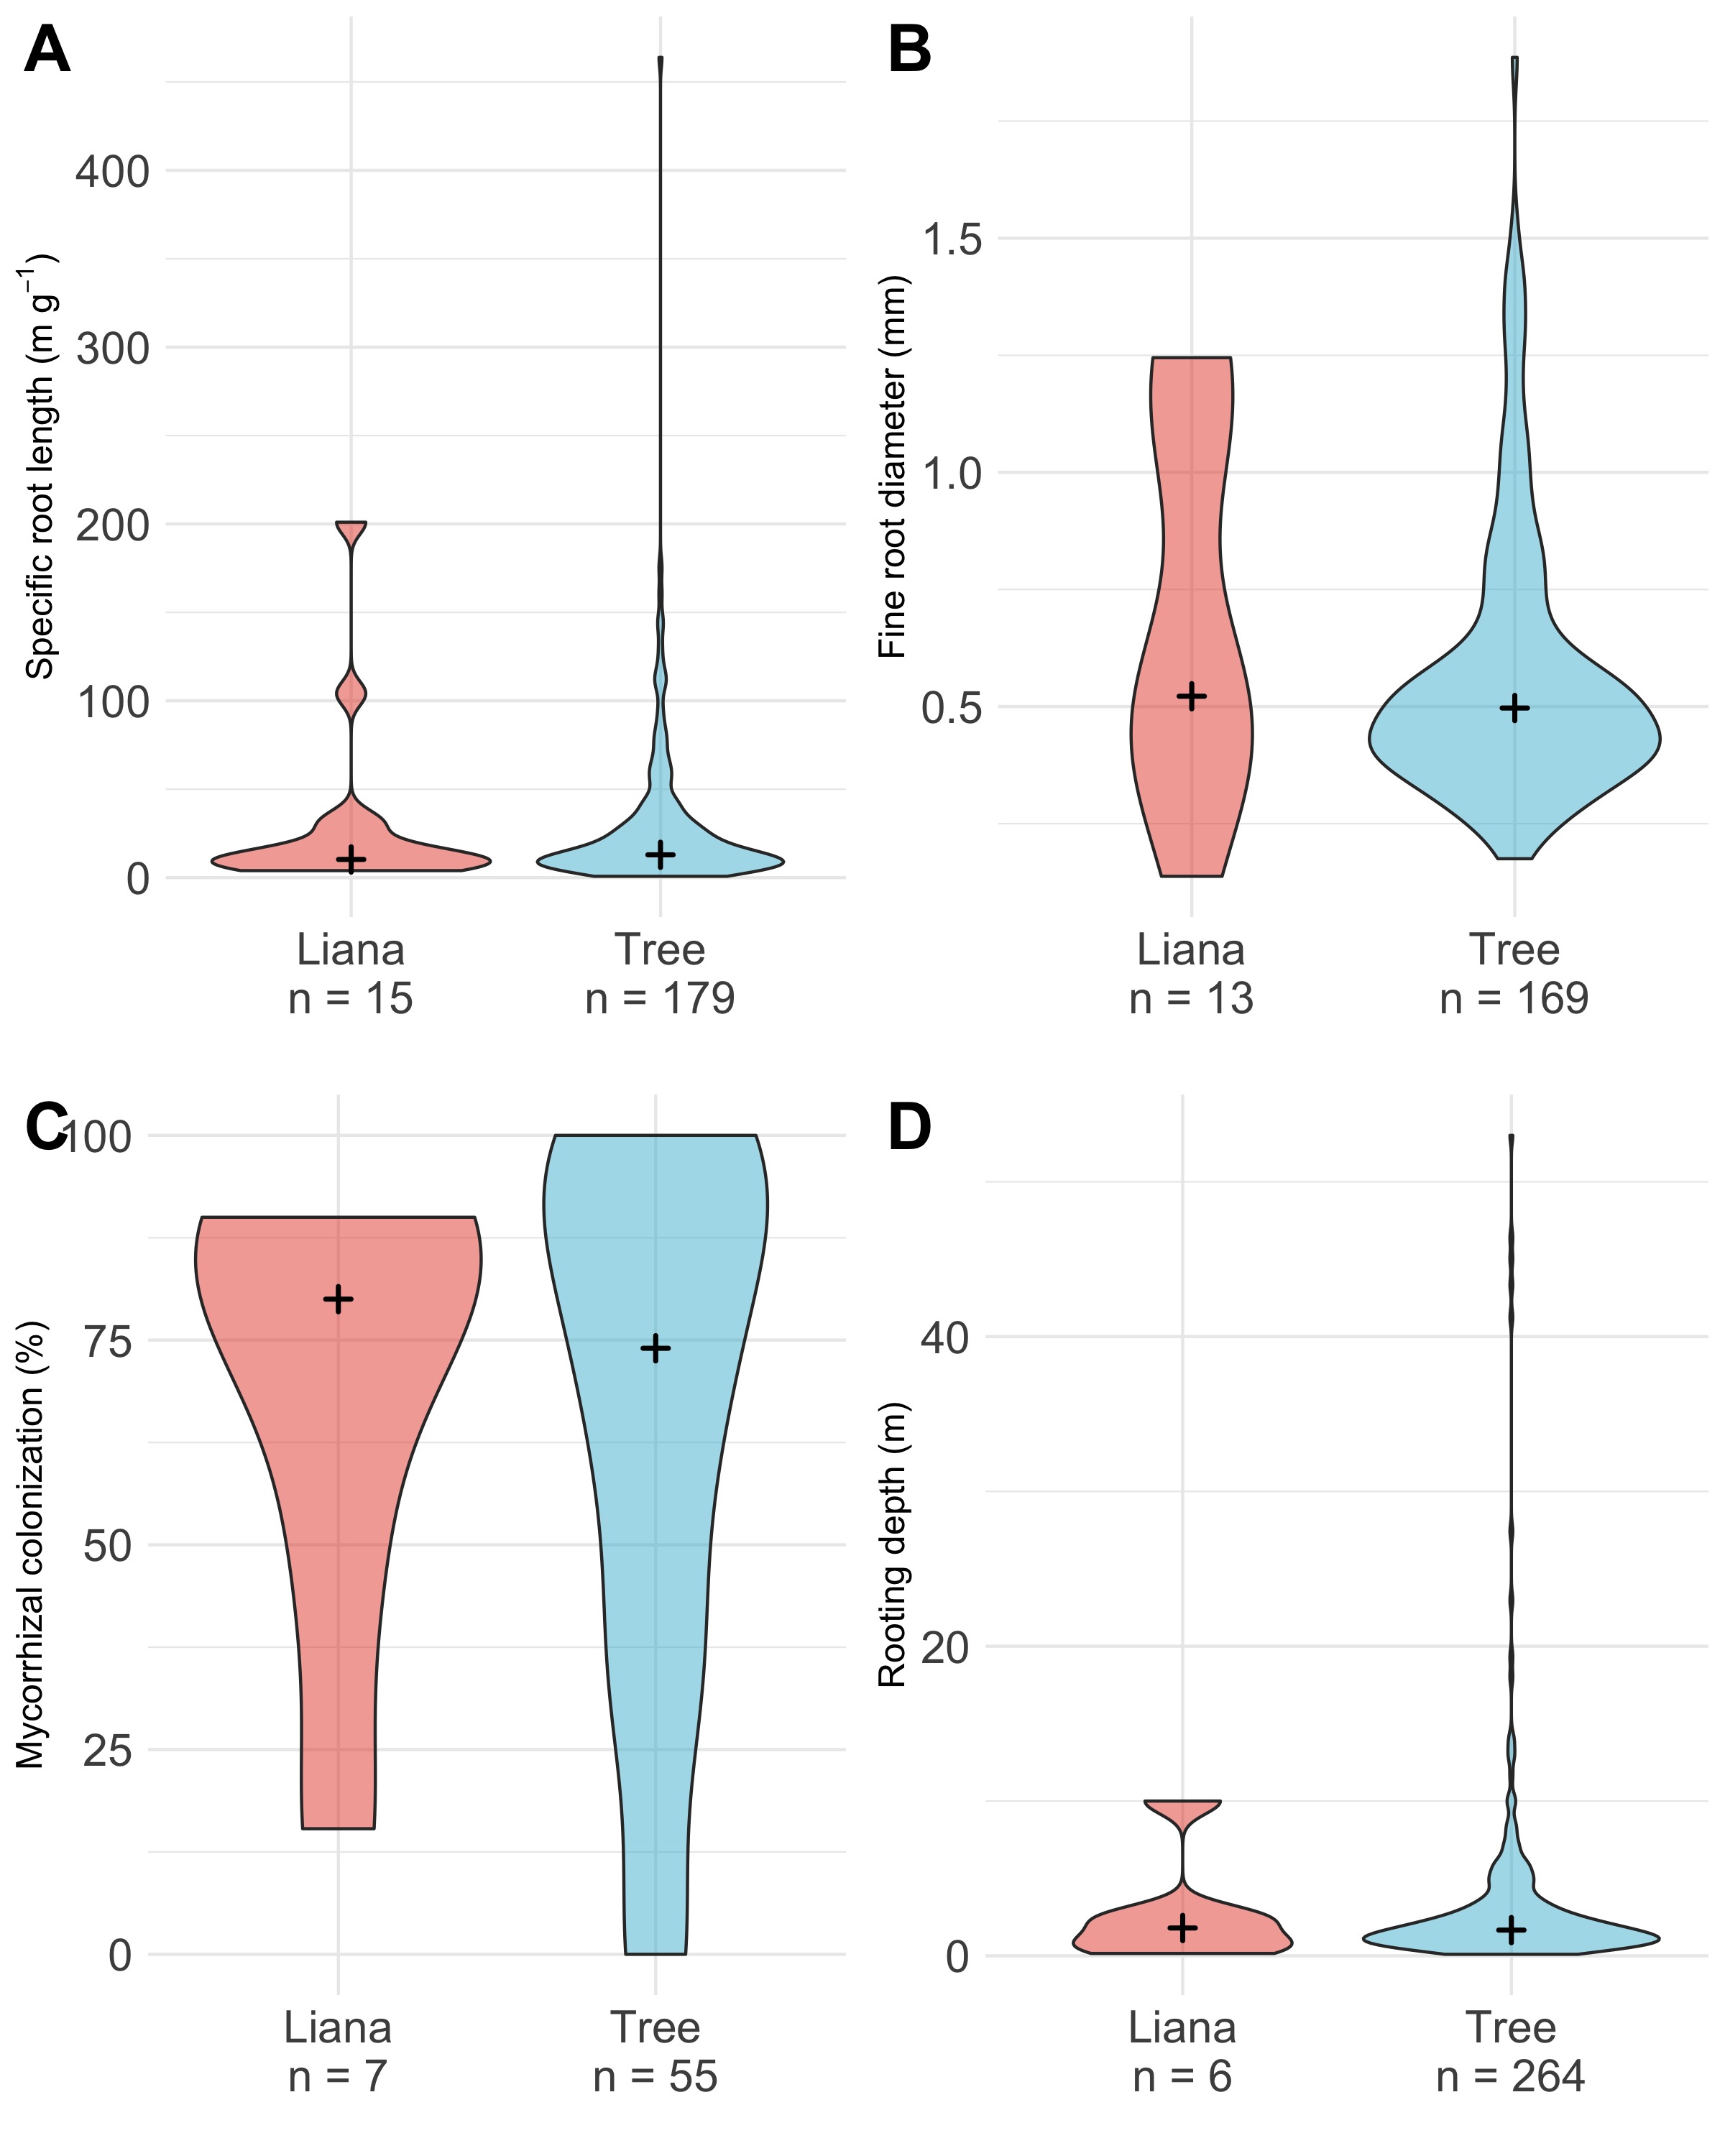 A
Specific root length (m g⁻¹)
400
300
200
100
0
Liana
n = 15
Tree
n = 179
B
Fine root diameter (mm)
1.5
1.0
0.5
Liana
n = 13
Tree
n = 169
C
Mycorrhizal colonization (%)
100
75
50
25
0
Liana
n = 7
Tree
n = 55
D
Rooting depth (m)
40
20
0
Liana
n = 6
Tree
n = 264